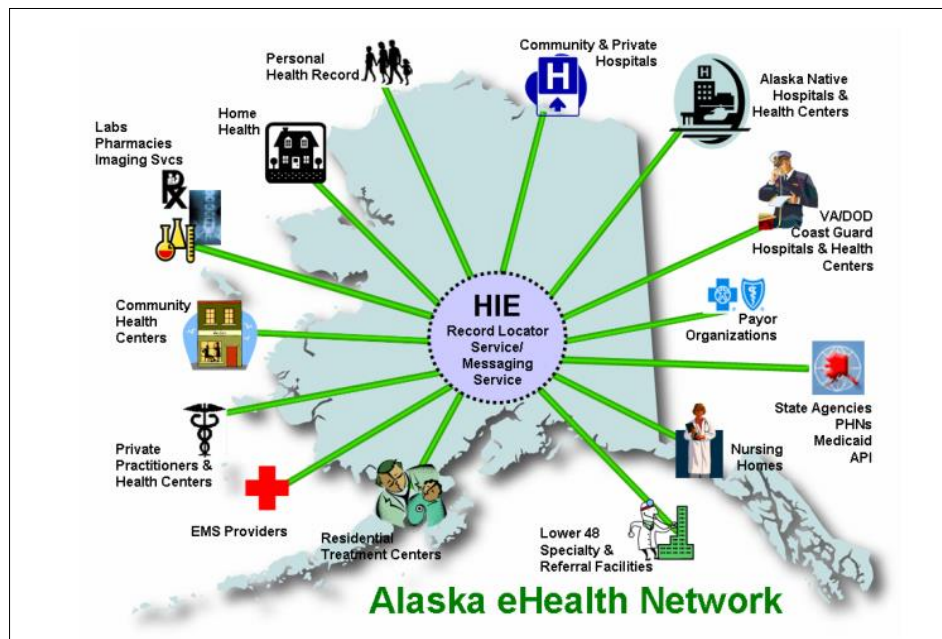 Personal
Health Record
Community & Private
Hospitals
H
H
Alaska Native
Hospitals &
Health Centers
Home
Health
Labs
Pharmacies
Imaging Svcs
Rx
VA/DOD
Coast Guard
Hospitals & Health
Centers
HIE
Record Locator
Service/
Messaging
Service
Community
Health
Centers
Payor
Organizations
State Agencies
PHNs
Medicaid
API
Private
Practitioners &
Health Centers
Nursing
Homes
EMS Providers
Residential
Treatment Centers
Lower 48
Specialty &
Referral Facilities
Alaska eHealth Network